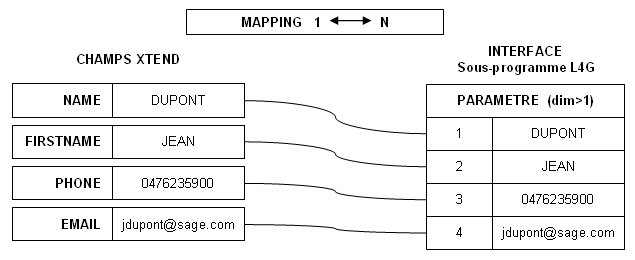 MAPPING 1 N
CHAMPS XTEND
NAME DUPONT
FIRSTNAME JEAN
PHONE 0476235900
EMAIL jdupont@sage.com
INTERFACE
Sous-programme L4G
PARAMETRE (dim>1)
1 DUPONT
2 JEAN
3 0476235900
4 jdupont@sage.com